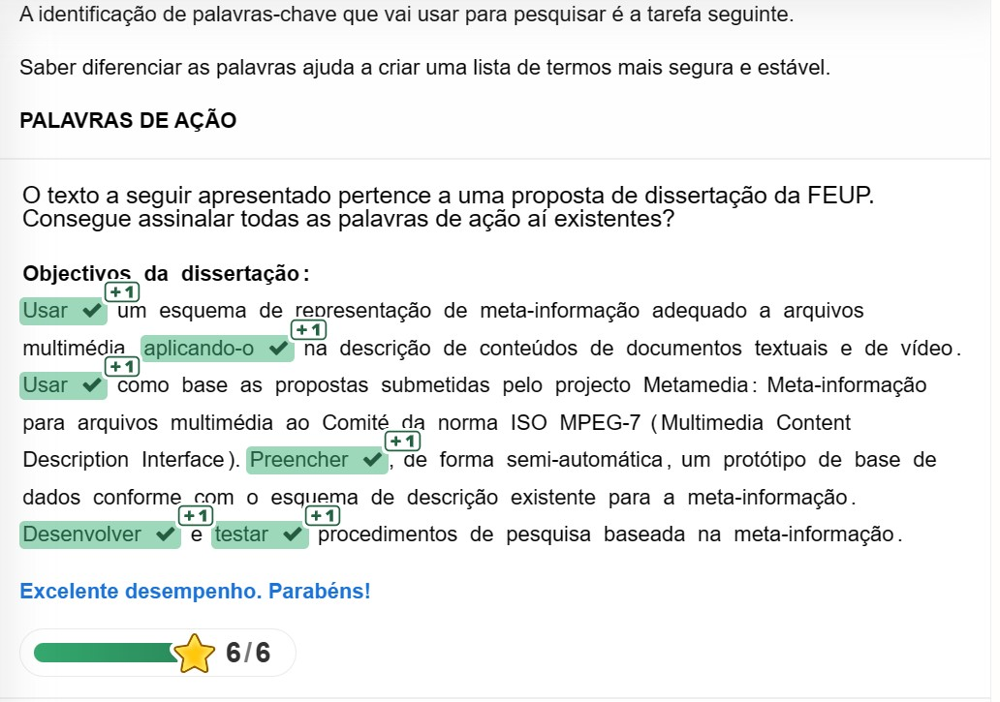 A identificação de palavras-chave que vai usar para pesquisar é a tarefa seguinte.
Saber diferenciar as palavras ajuda a criar uma lista de termos mais segura e estável.
PALAVRAS DE AÇÃO
O texto a seguir apresentado pertence a uma proposta de dissertação da FEUP.
Consegue assinalar todas as palavras de ação aí existentes?
Objectivos da dissertação:
+1
Usar ✔ um esquema de representação de meta-informação adequado a arquivos
+1
multimédia aplicando-o ✔ na descrição de conteúdos de documentos textuais e de vídeo.
+1
Usar ✔ como base as propostas submetidas pelo projecto Metamedia: Meta-informação
para arquivos multimédia ao Comité da norma ISO MPEG-7 (Multimedia Content
+1
Description Interface). Preencher ✔, de forma semi-automática, um protótipo de base de
dados conforme com o esquema de descrição existente para a meta-informação.
+1 +1
Desenvolver ✔ e testar ✔ procedimentos de pesquisa baseada na meta-informação.
Excelente desempenho. Parabéns!
6/6